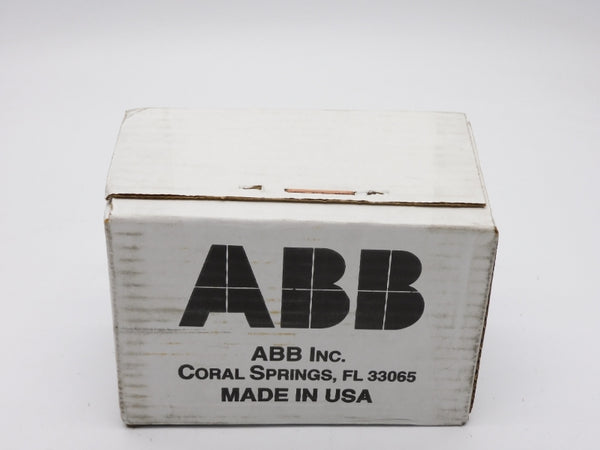 ABB
ABB INC.
CORAL SPRINGS, FL 33065
MADE IN USA